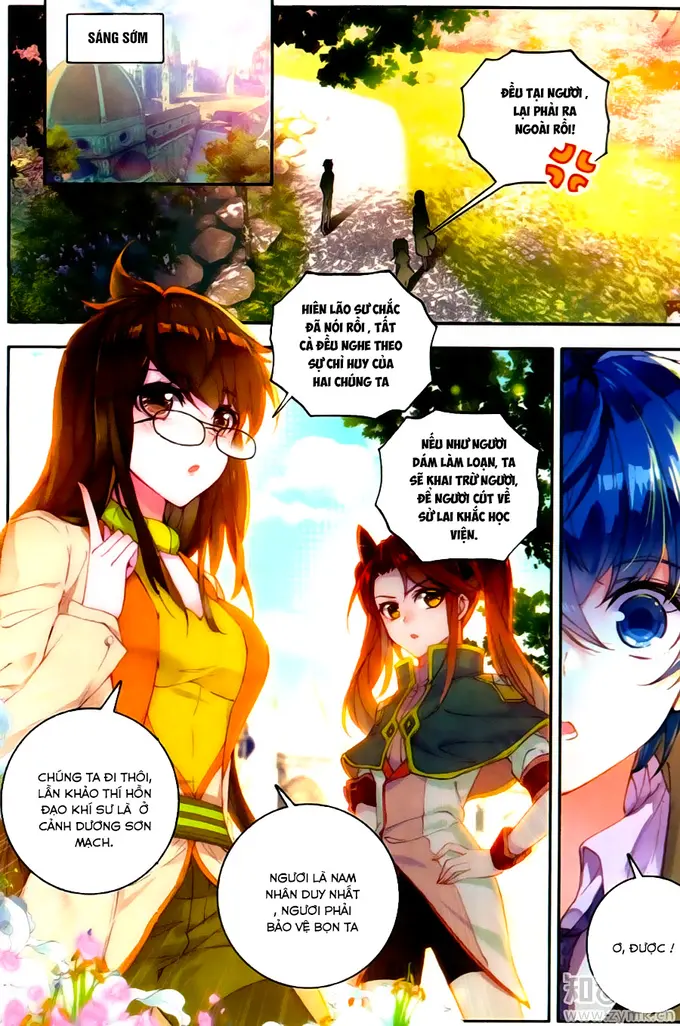 SÁNG SỚM
ĐỀU TẠI NGƯƠI ,
LẠI PHẢI RA
NGOÀI RỒI!
HIÊN LÃO SƯ CHẮC
ĐÃ NÓI RỒI , TẤT
CẢ ĐỀU NGHE THEO
SỰ CHỈ HUY CỦA
HAI CHÚNG TA
NẾU NHƯ NGƯƠI
DÁM LÀM LOẠN, TA
SẼ KHAI TRỪ NGƯƠI,
ĐỂ NGƯƠI CÚT VỀ
SỬ LAI KHẮC HỌC
VIỆN.
CHÚNG TA ĐI THÔI,
LẦN KHẢO THÍ HỒN
ĐẠO KHÍ SƯ LÀ Ở
CẢNH DƯƠNG SƠN
MẠCH.
NGƯƠI LÀ NAM
NHÂN DUY NHẤT
, NGƯƠI PHẢI
BẢO VỆ BỌN TA
Ờ, ĐƯỢC !
www.zymk.cn